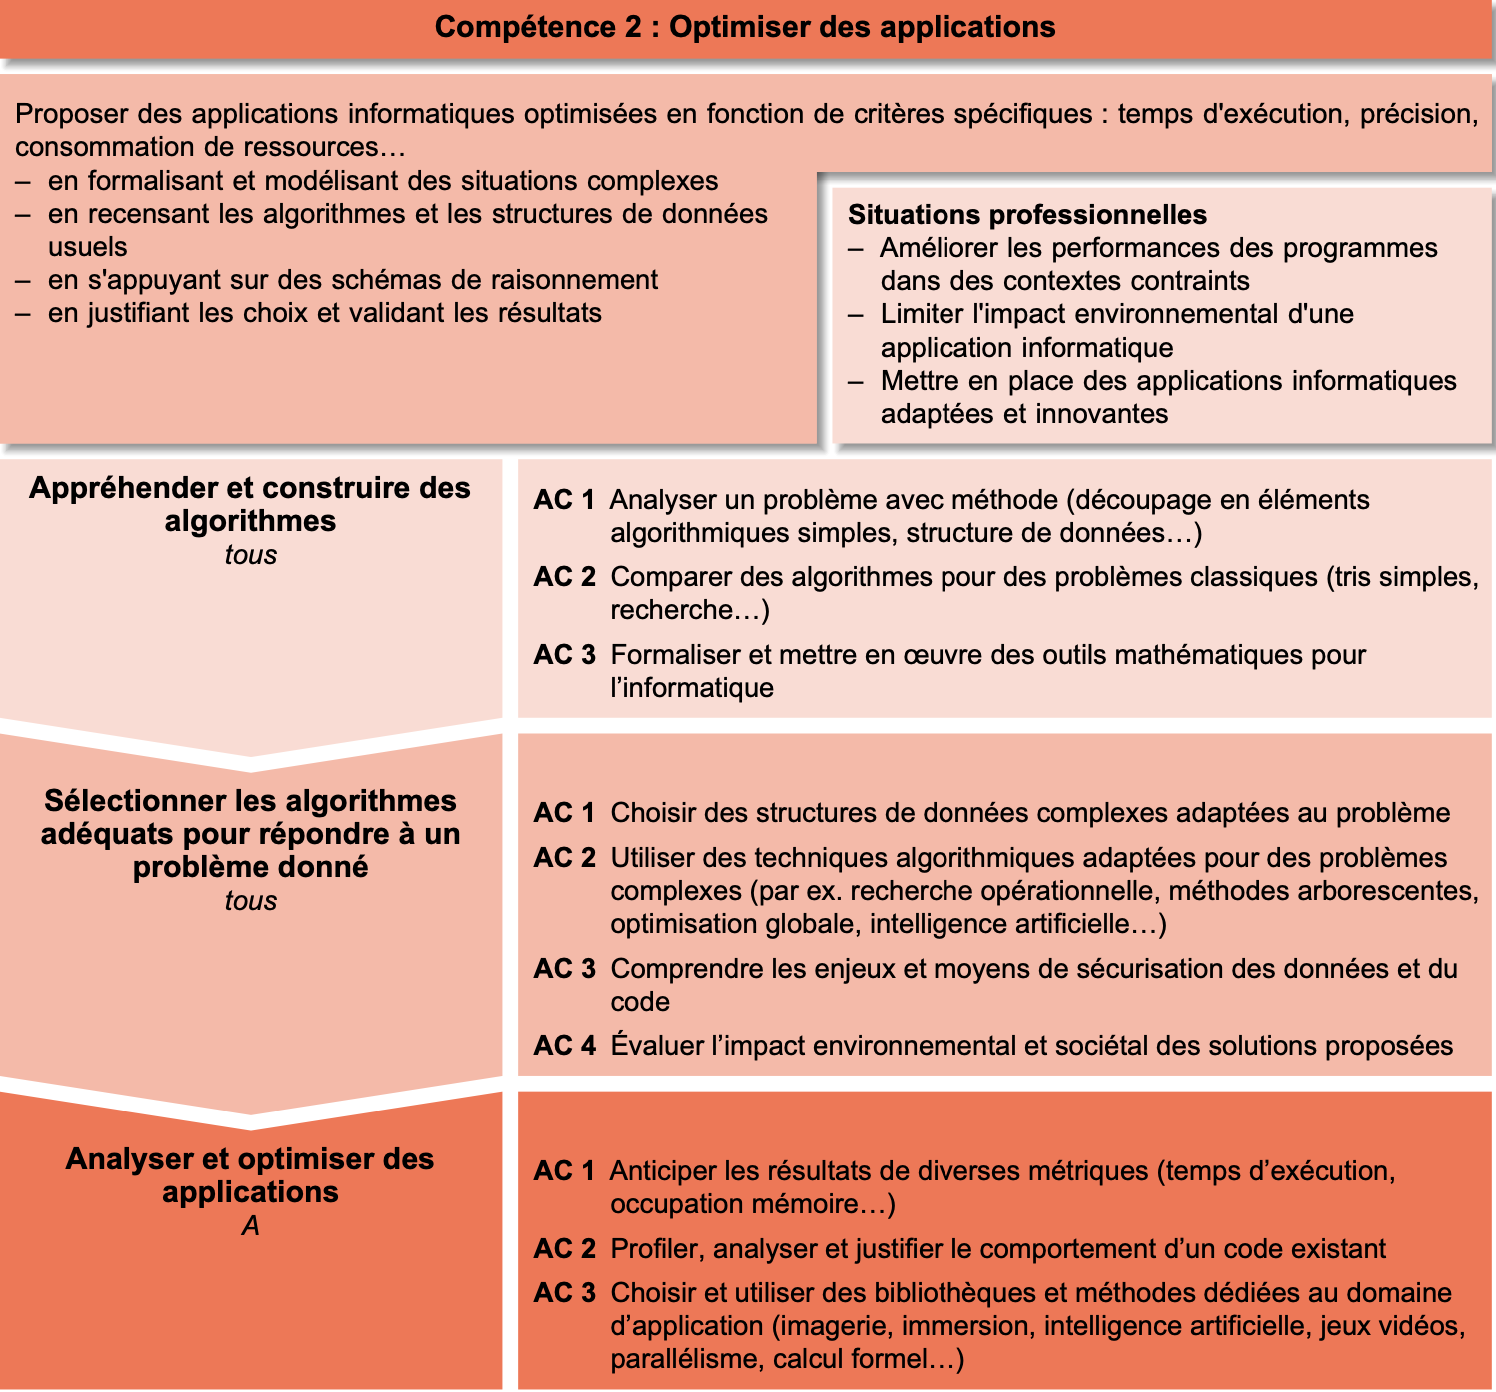 Compétence 2 : Optimiser des applications
Proposer des applications informatiques optimisées en fonction de critères spécifiques : temps d'exécution, précision,
consommation de ressources…
– en formalisant et modélisant des situations complexes
– en recensant les algorithmes et les structures de données
usuels
– en s'appuyant sur des schémas de raisonnement
– en justifiant les choix et validant les résultats
Situations professionnelles
– Améliorer les performances des programmes
dans des contextes contraints
– Limiter l'impact environnemental d'une
application informatique
– Mettre en place des applications informatiques
adaptées et innovantes
Appréhender et construire des
algorithmes
tous
AC 1 Analyser un problème avec méthode (découpage en éléments
algorithmiques simples, structure de données…)
AC 2 Comparer des algorithmes pour des problèmes classiques (tris simples,
recherche…)
AC 3 Formaliser et mettre en œuvre des outils mathématiques pour
l’informatique
Sélectionner les algorithmes
adéquats pour répondre à un
problème donné
tous
AC 1 Choisir des structures de données complexes adaptées au problème
AC 2 Utiliser des techniques algorithmiques adaptées pour des problèmes
complexes (par ex. recherche opérationnelle, méthodes arborescentes,
optimisation globale, intelligence artificielle…)
AC 3 Comprendre les enjeux et moyens de sécurisation des données et du
code
AC 4 Évaluer l’impact environnemental et sociétal des solutions proposées
Analyser et optimiser des
applications
A
AC 1 Anticiper les résultats de diverses métriques (temps d’exécution,
occupation mémoire…)
AC 2 Profiler, analyser et justifier le comportement d’un code existant
AC 3 Choisir et utiliser des bibliothèques et méthodes dédiées au domaine
d’application (imagerie, immersion, intelligence artificielle, jeux vidéos,
parallélisme, calcul formel…)